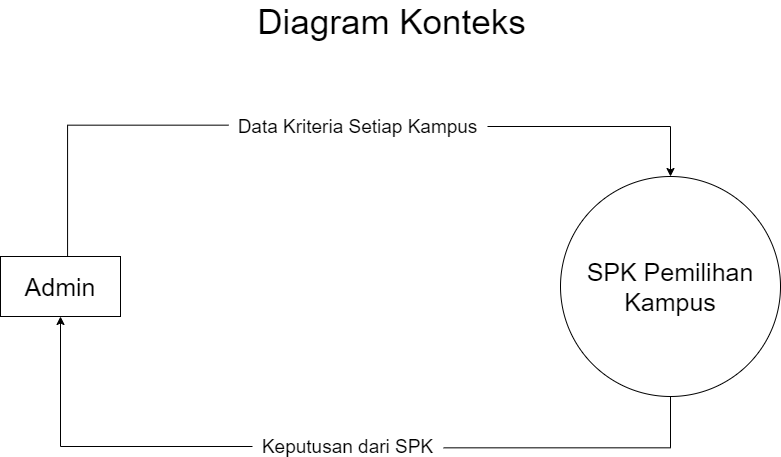 Diagram Konteks
Data Kriteria Setiap Kampus
Admin
SPK Pemilihan
Kampus
Keputusan dari SPK